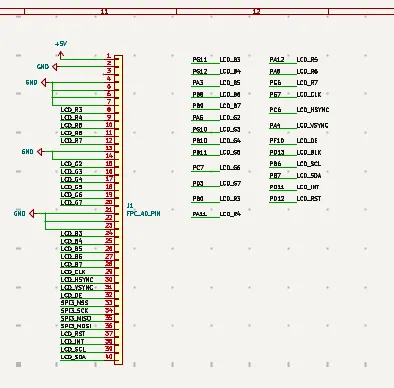 11
12
+5V
1
GND 2
3
GND 4
5
6
7
LCD_R3 8
LCD_R4 9
LCD_R5 10
LCD_R6 11
LCD_R7 12
13
GND 14
LCD_G2 15
LCD_G3 16
LCD_G4 17
LCD_G5 18
LCD_G6 19
LCD_G7 20
GND 21
22
23
LCD_B3 24
LCD_B4 25
LCD_B5 26
LCD_B6 27
LCD_B7 28
LCD_CLK 29
LCD_HSYNC 30
LCD_VSYNC 31
LCD_DE 32
SPI3_NSS 33
SPI3_SCK 34
SPI3_MISO 35
SPI3_MOSI 36
LCD_RST 37
LCD_INT 38
LCD_SCL 39
LCD_SDA 40
J1
FPC_40_PIN
PG11 LCD_B3
PG12 LCD_B4
PA3 LCD_B5
PB8 LCD_B6
PB9 LCD_B7
PA6 LCD_G2
PG10 LCD_G3
PB10 LCD_G4
PB11 LCD_G5
PC7 LCD_G6
PD3 LCD_G7
PB0 LCD_R3
PA11 LCD_R4
PA12 LCD_R5
LCD_R6
PG6 LCD_R7
PG7 LCD_CLK
PC6 LCD_HSYNC
PA4 LCD_VSYNC
PF10 LCD_DE
PD13 LCD_BLK
PB6 LCD_SCL
PB7 LCD_SDA
PD11 LCD_INT
PD12 LCD_RST